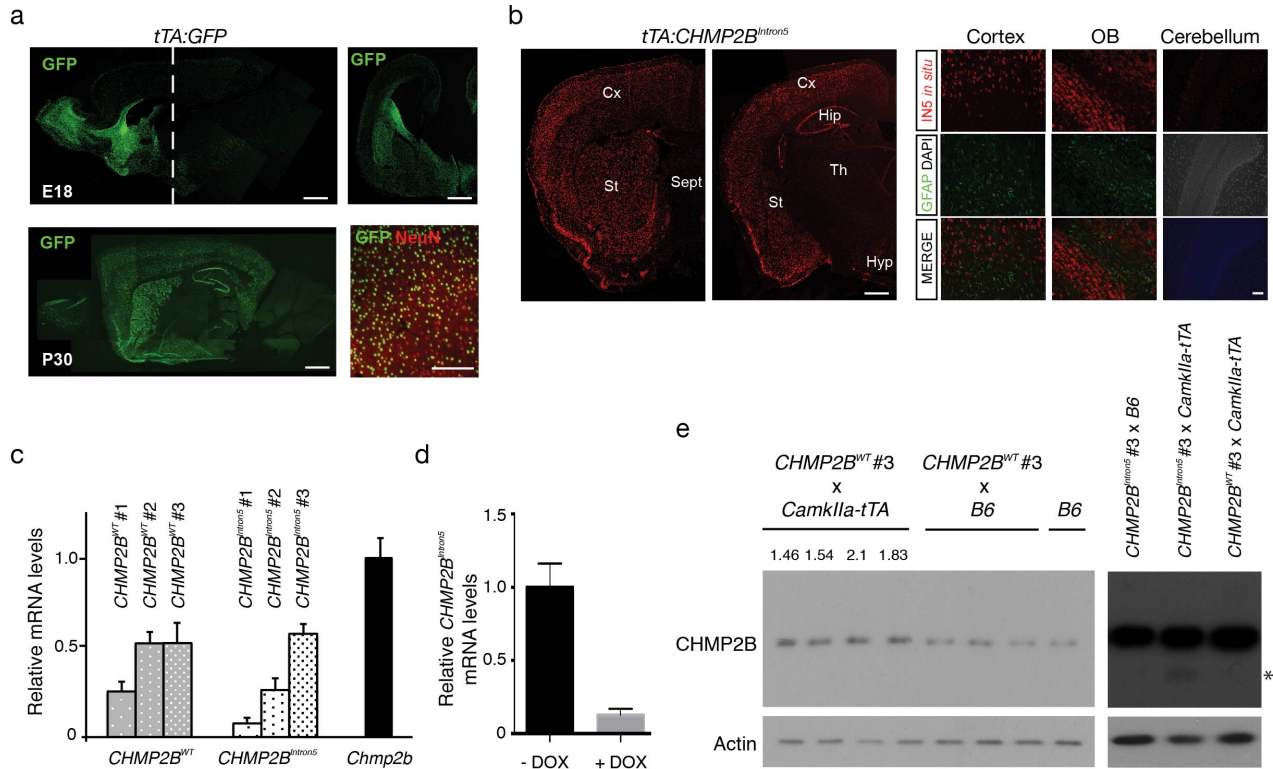 a
tTA:GFP
GFP
E18
GFP
GFP
P30
GFP NeuN
b
tTA:CHMP2B^Intron5
Cx
St
Sept
Cx
Hip
Th
St
Hyp
Cortex
OB
Cerebellum
IN5 in situ
GFAP DAPI
MERGE
c
Relative mRNA levels
1.0
0.5
0
CHMP2B^WT #1
CHMP2B^WT #2
CHMP2B^WT #3
CHMP2B^Intron5 #1
CHMP2B^Intron5 #2
CHMP2B^Intron5 #3
CHMP2B^WT
CHMP2B^Intron5
Chmp2b
d
Relative CHMP2B^Intron5
mRNA levels
1.5
1.0
0.5
0
- DOX
+ DOX
e
CHMP2B^WT #3
x
CamkIIa-tTA
CHMP2B^WT #3
x
B6
B6
1.46 1.54 2.1 1.83
CHMP2B^Intron5 #3 x B6
CHMP2B^Intron5 #3 x CamkIIa-tTA
CHMP2B^WT #3 x CamkIIa-tTA
CHMP2B
*
Actin